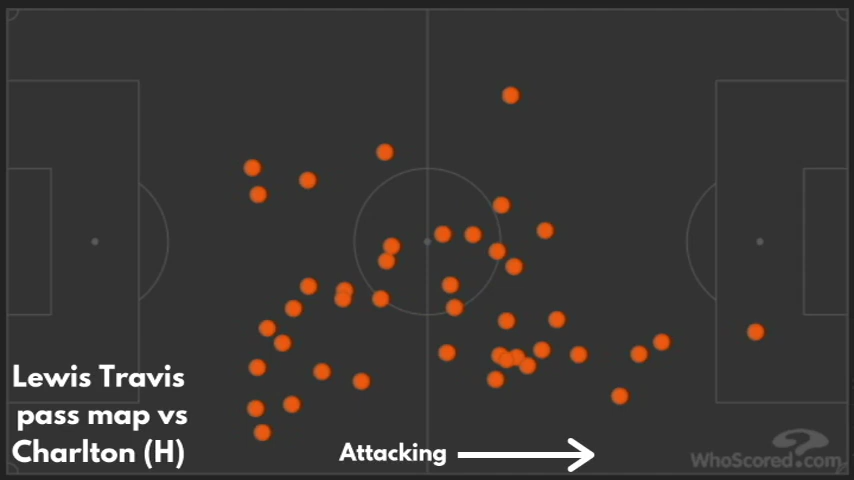 Lewis Travis
pass map vs
Charlton (H)
Attacking
WhoScored.com